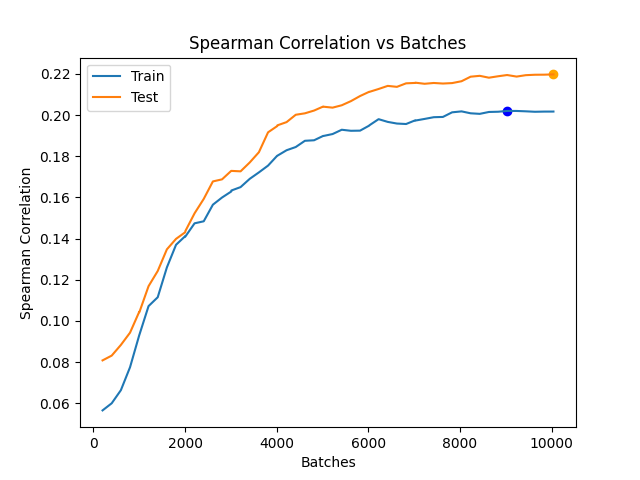 Spearman Correlation vs Batches
Train
Test
0.22
0.20
0.18
0.16
0.14
0.12
0.10
0.08
0.06
Spearman Correlation
0 2000 4000 6000 8000 10000
Batches